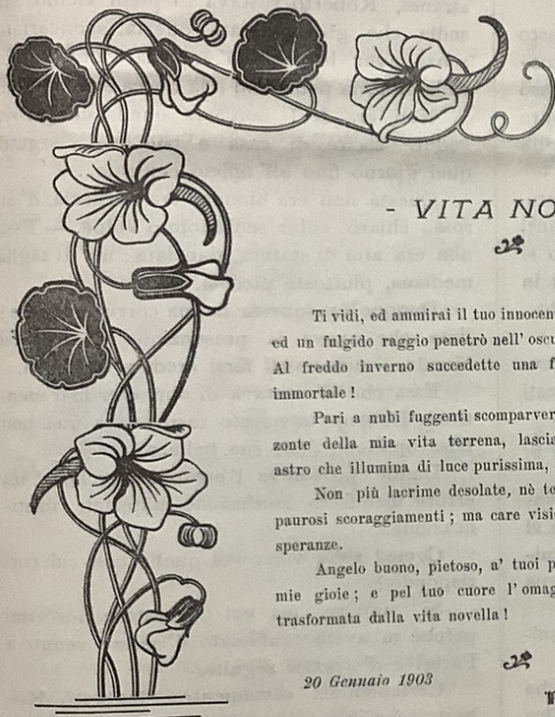 - VITA NO
Ti vidi, ed ammirai il tuo innocen
ed un fulgido raggio penetrò nell' oscu
Al freddo inverno succedette una f
immortale !
Pari a nubi fuggenti scomparver
zonte della mia vita terrena, lascia
astro che illumina di luce purissima,
Non più lacrime desolate, nè te
paurosi scoraggiamenti ; ma care visi
speranze.
Angelo buono, pietoso, a' tuoi p
mie gioie ; e pel tuo cuore l' omag
trasformata dalla vita novella !
20 Gennaio 1903